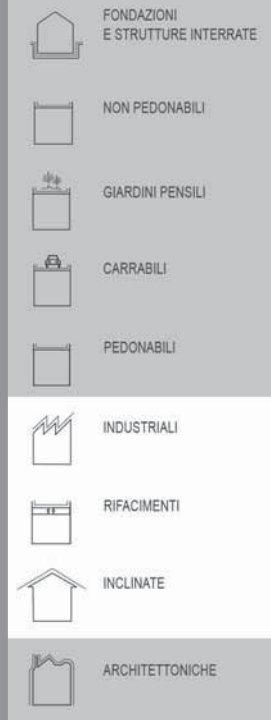 FONDAZIONI
E STRUTTURE INTERRATE
NON PEDONABILI
GIARDINI PENSILI
CARRABILI
PEDONABILI
INDUSTRIALI
RIFACIMENTI
INCLINATE
ARCHITETTONICHE